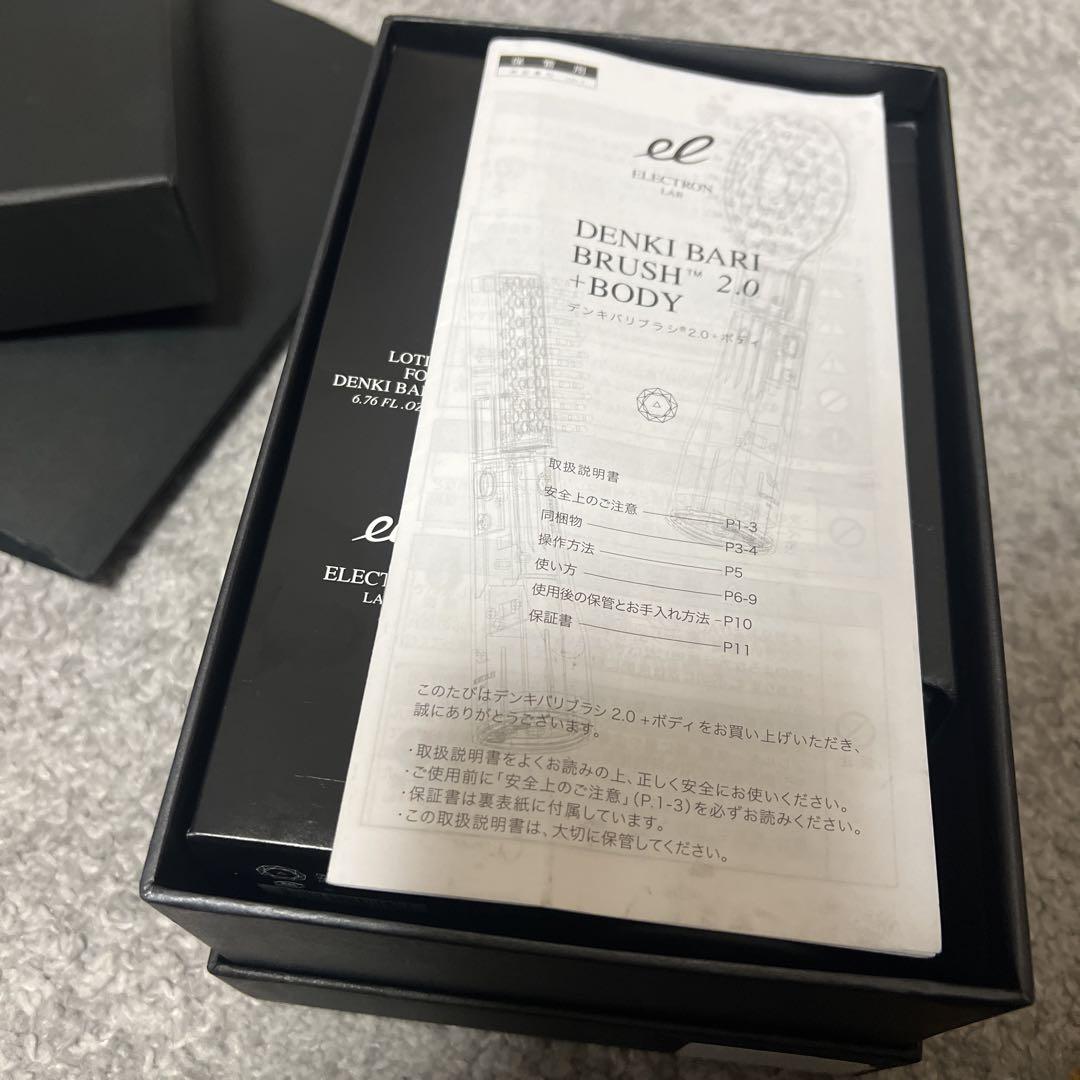 保管用
el
ELECTRON
LAB
DENKI BARI
BRUSH™ 2.0
+BODY
デンキバリブラシ®2.0+ボディ
取扱説明書
安全上のご注意 P1-3
同梱物 P3-4
操作方法 P5
使い方 P6-9
使用後の保管とお手入れ方法 P10
保証書 P11
このたびはデンキバリブラシ 2.0 +ボディをお買い上げいただき、
誠にありがとうございます。
・取扱説明書をよくお読みの上、正しく安全にお使いください。
・ご使用前に「安全上のご注意」(P.1-3)を必ずお読みください。
・保証書は裏表紙に付属しています。
・この取扱説明書は、大切に保管してください。
LOTI
FO
DENKI BA
6.76 FL.OZ
el
ELECT
LA